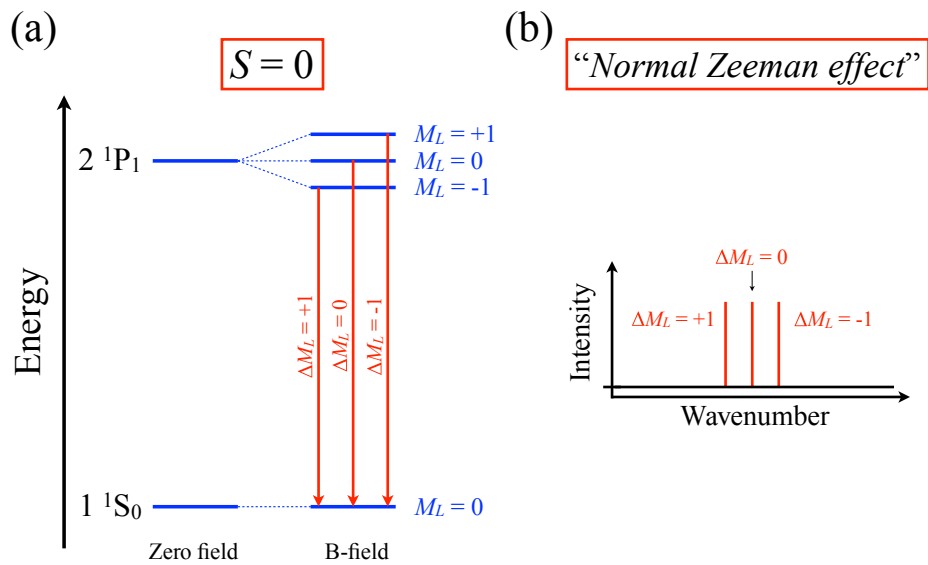 (a)
S = 0
Energy
2 ¹P₁
M_L = +1
M_L = 0
M_L = -1
ΔM_L = +1
ΔM_L = 0
ΔM_L = -1
1 ¹S₀
M_L = 0
Zero field
B-field
(b)
“Normal Zeeman effect”
ΔM_L = 0
ΔM_L = +1
ΔM_L = -1
Intensity
Wavenumber